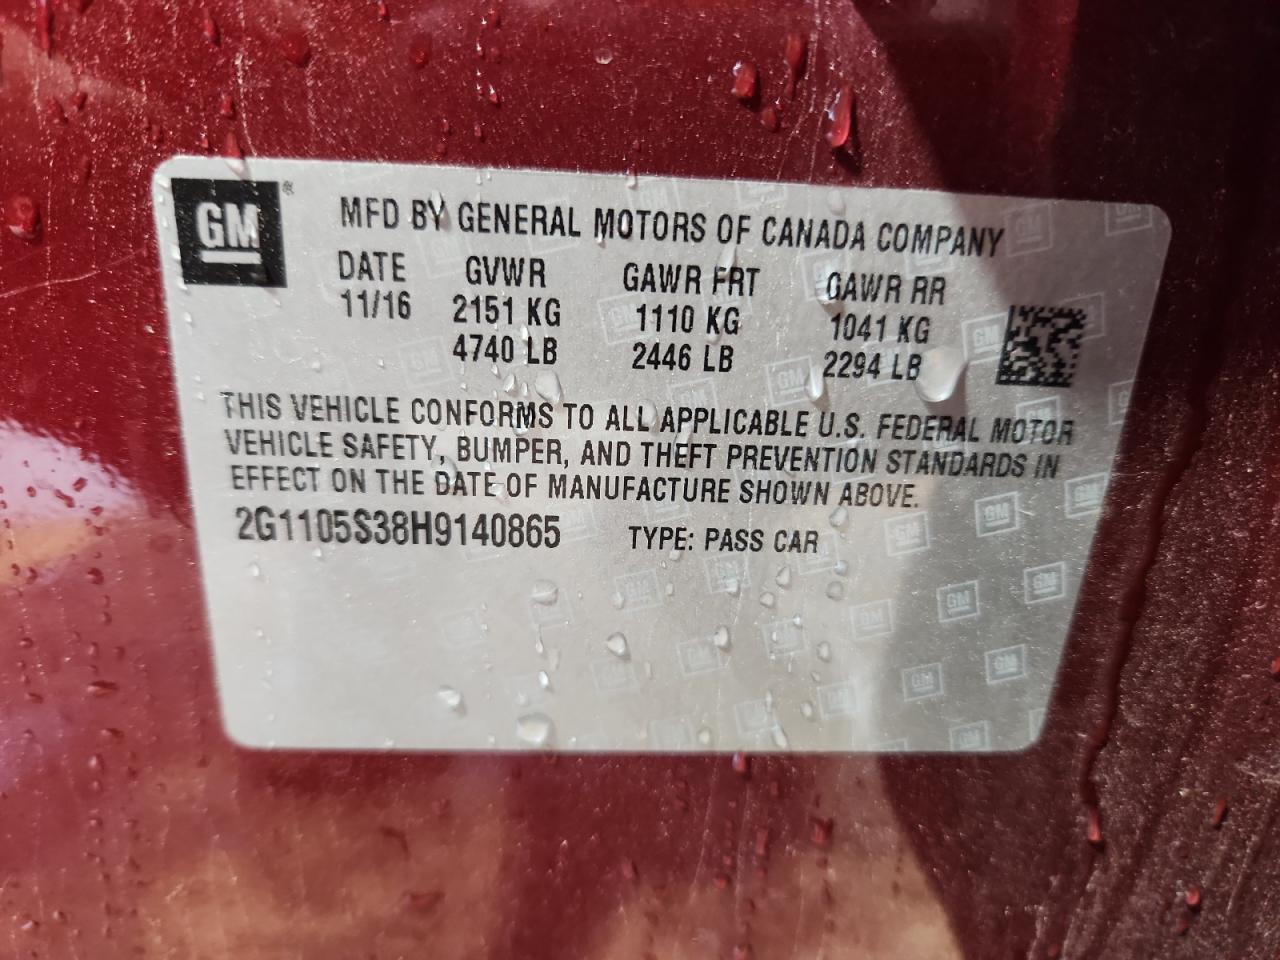 GM®
MFD BY GENERAL MOTORS OF CANADA COMPANY
DATE GVWR GAWR FRT GAWR RR
11/16 2151 KG 1110 KG 1041 KG
4740 LB 2446 LB 2294 LB
THIS VEHICLE CONFORMS TO ALL APPLICABLE U.S. FEDERAL MOTOR
VEHICLE SAFETY, BUMPER, AND THEFT PREVENTION STANDARDS IN
EFFECT ON THE DATE OF MANUFACTURE SHOWN ABOVE.
2G1105S38H9140865 TYPE: PASS CAR